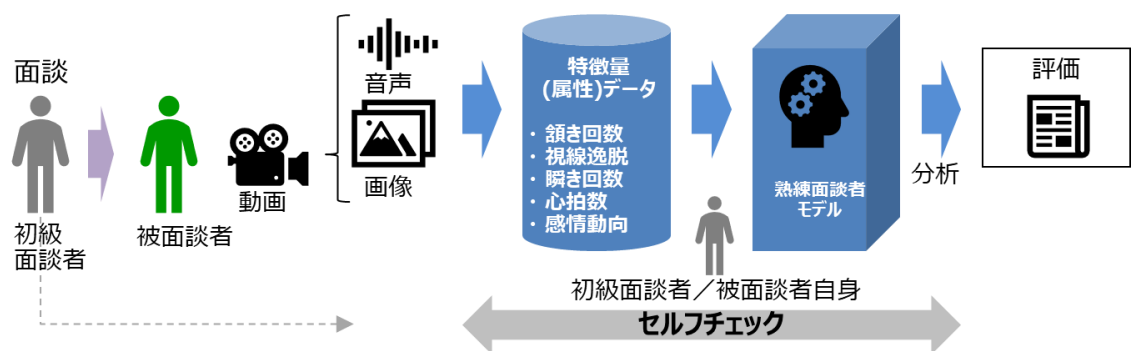 面談
初級
面談者
被面談者
動画
音声
画像
特徴量
(属性)データ
・ 頷き回数
・ 視線逸脱
・ 瞬き回数
・ 心拍数
・ 感情動向
熟練面談者
モデル
分析
評価
初級面談者／被面談者自身
セルフチェック